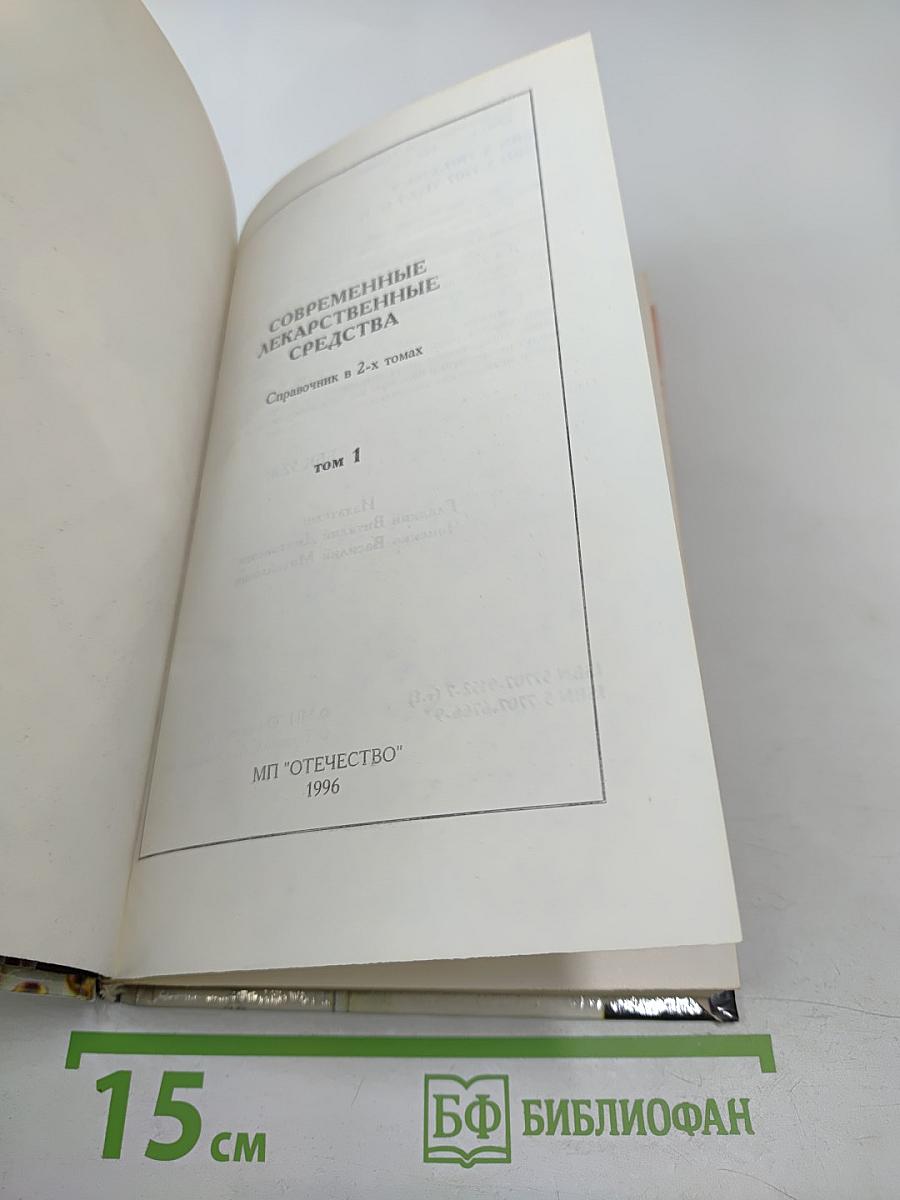 СОВРЕМЕННЫЕ
ЛЕКАРСТВЕННЫЕ
СРЕДСТВА
Справочник в 2-х томах
том 1
МП "ОТЕЧЕСТВО"
1996
15 см
БФ БИБЛИОФАН